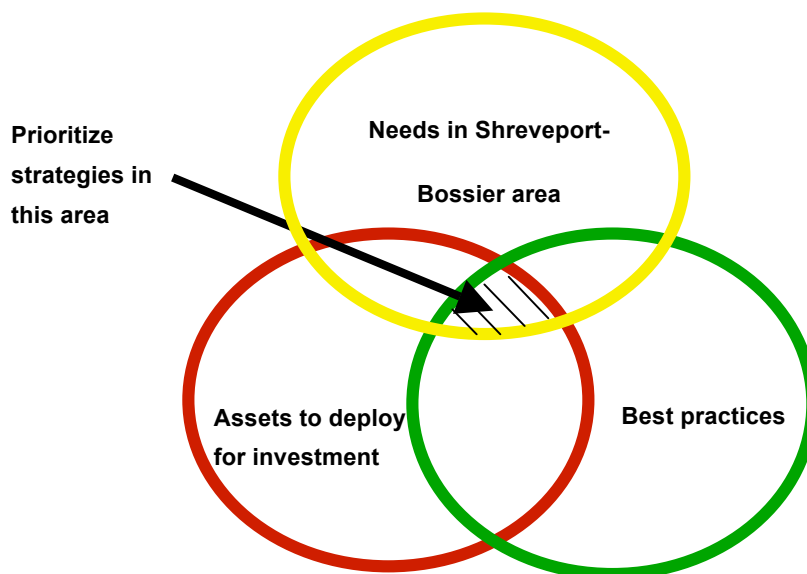 Prioritize
strategies in
this area
Needs in Shreveport-
Bossier area
Assets to deploy
for investment
Best practices